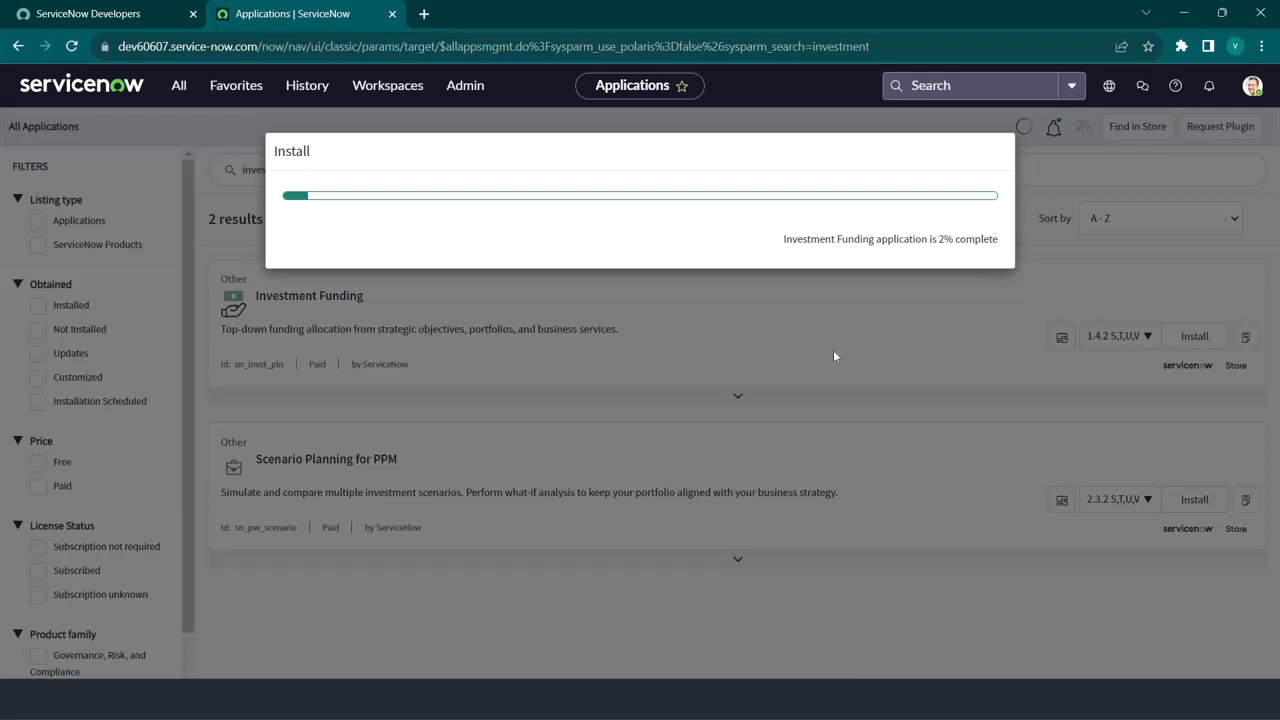 ServiceNow Developers
Applications | ServiceNow
dev60607.service-now.com/now/nav/ui/classic/params/target/$allappsmgmt.do%3Fsysparm_use_polaris%3Dfalse%26sysparm_search=investment
V
servicenow All Favorites History Workspaces Admin Applications Search
All Applications Find in Store Request Plugin
Install
FILTERS
Listing type
Applications
ServiceNow Products
Obtained
Installed
Not Installed
Updates
Customized
Installation Scheduled
Price
Free
Paid
License Status
Subscription not required
Subscribed
Subscription unknown
Product family
Governance, Risk, and
Compliance
inves
2 results
Sort by A - Z
Investment Funding application is 2% complete
Other
Investment Funding
Top-down funding allocation from strategic objectives, portfolios, and business services.
Id: sn_invst_pln Paid by ServiceNow
1.4.2 S,T,U,V Install
servicenow Store
Other
Scenario Planning for PPM
Simulate and compare multiple investment scenarios. Perform what-if analysis to keep your portfolio aligned with your business strategy.
Id: sn_pw_scenario Paid by ServiceNow
2.3.2 S,T,U,V Install
servicenow Store